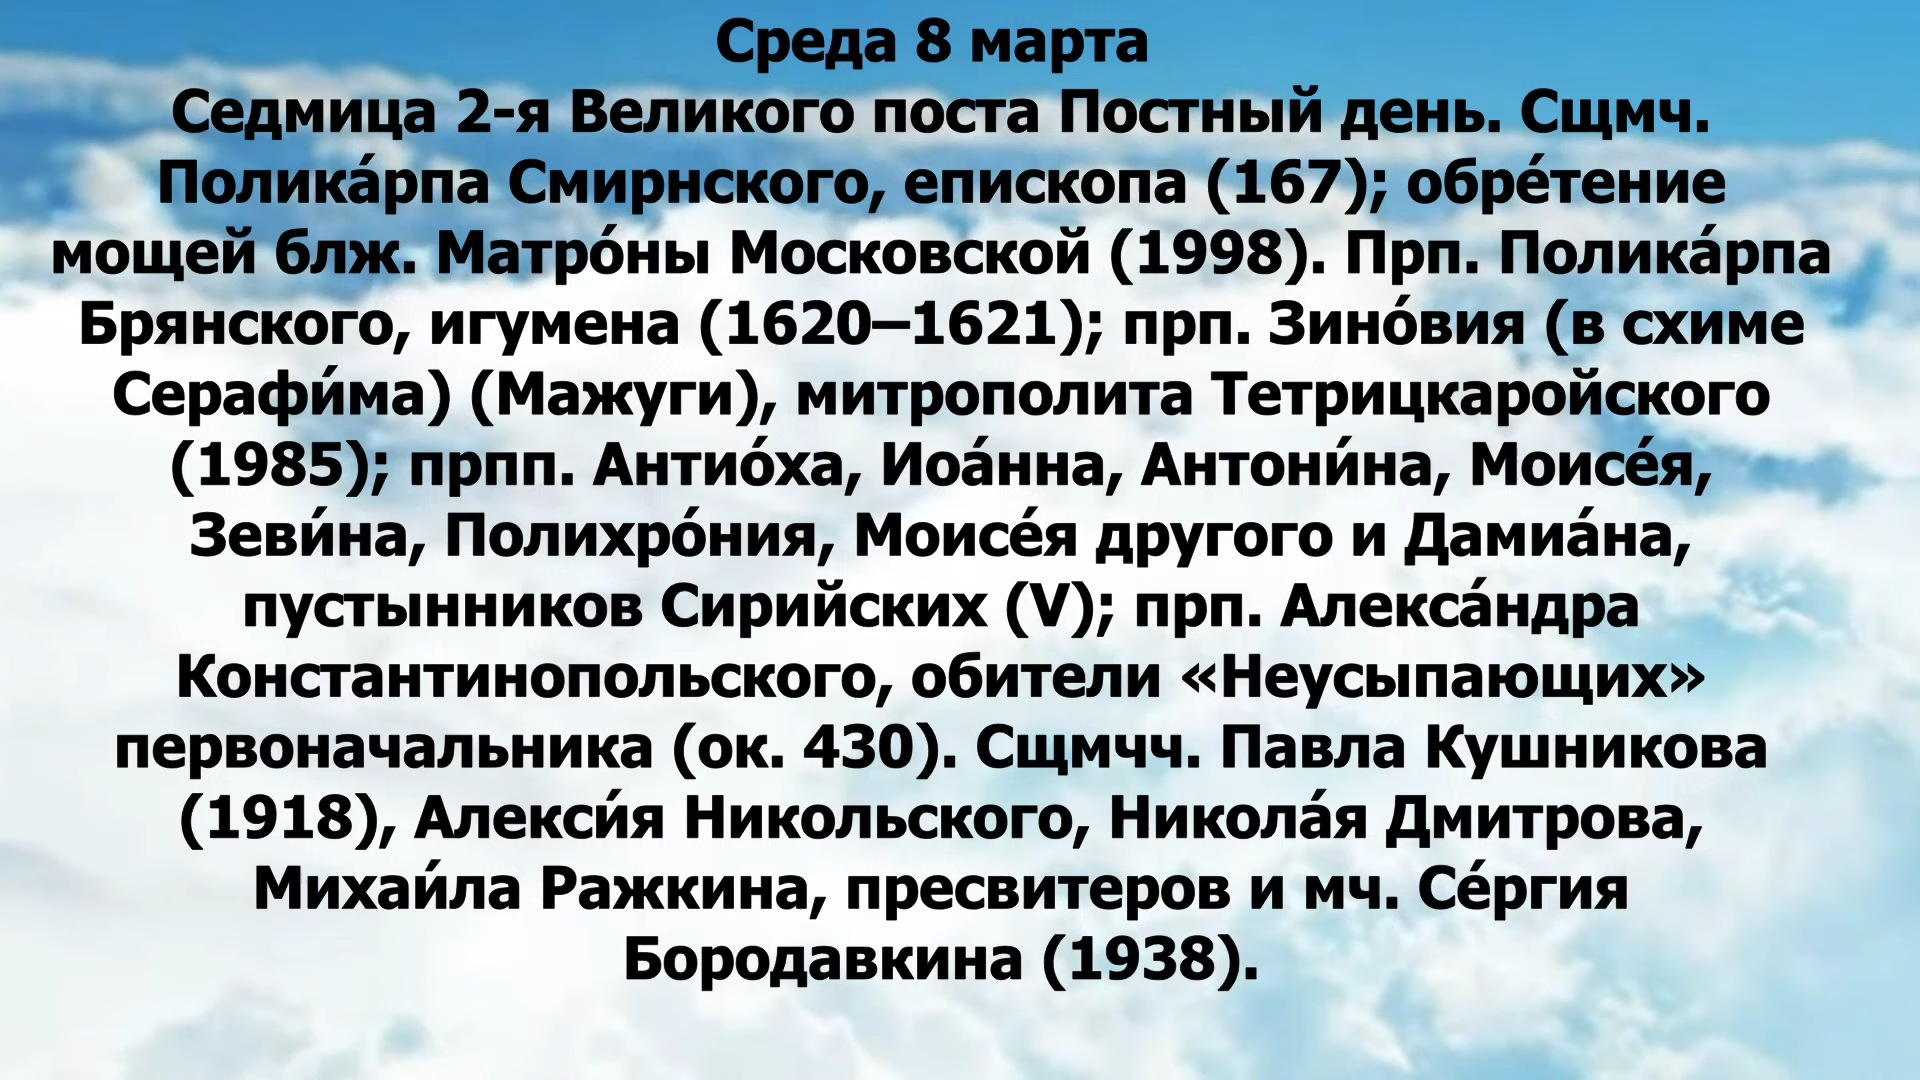 Среда 8 марта
Седмица 2-я Великого поста Постный день. Сщмч.
Полика́рпа Смирнского, епископа (167); обре́тение
мощей блж. Матро́ны Московской (1998). Прп. Полика́рпа
Брянского, игумена (1620–1621); прп. Зино́вия (в схиме
Серафи́ма) (Мажуги), митрополита Тетрицкаройского
(1985); прпп. Антио́ха, Иоа́нна, Антони́на, Моисе́я,
Зеви́на, Полихро́ния, Моисе́я другого и Дамиа́на,
пустынников Сирийских (V); прп. Алекса́ндра
Константинопольского, обители «Неусыпающих»
первоначальника (ок. 430). Сщмчч. Павла Кушникова
(1918), Алекси́я Никольского, Никола́я Дмитрова,
Михаи́ла Ражкина, пресвитеров и мч. Се́ргия
Бородавкина (1938).